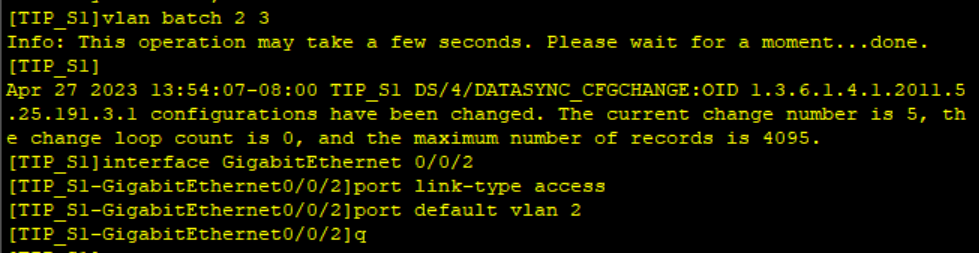 [TIP_S1]vlan batch 2 3
Info: This operation may take a few seconds. Please wait for a moment...done.
[TIP_S1]
Apr 27 2023 13:54:07-08:00 TIP_S1 DS/4/DATASYNC_CFGCHANGE:OID 1.3.6.1.4.1.2011.5
.25.191.3.1 configurations have been changed. The current change number is 5, th
e change loop count is 0, and the maximum number of records is 4095.
[TIP_S1]interface GigabitEthernet 0/0/2
[TIP_S1-GigabitEthernet0/0/2]port link-type access
[TIP_S1-GigabitEthernet0/0/2]port default vlan 2
[TIP_S1-GigabitEthernet0/0/2]q